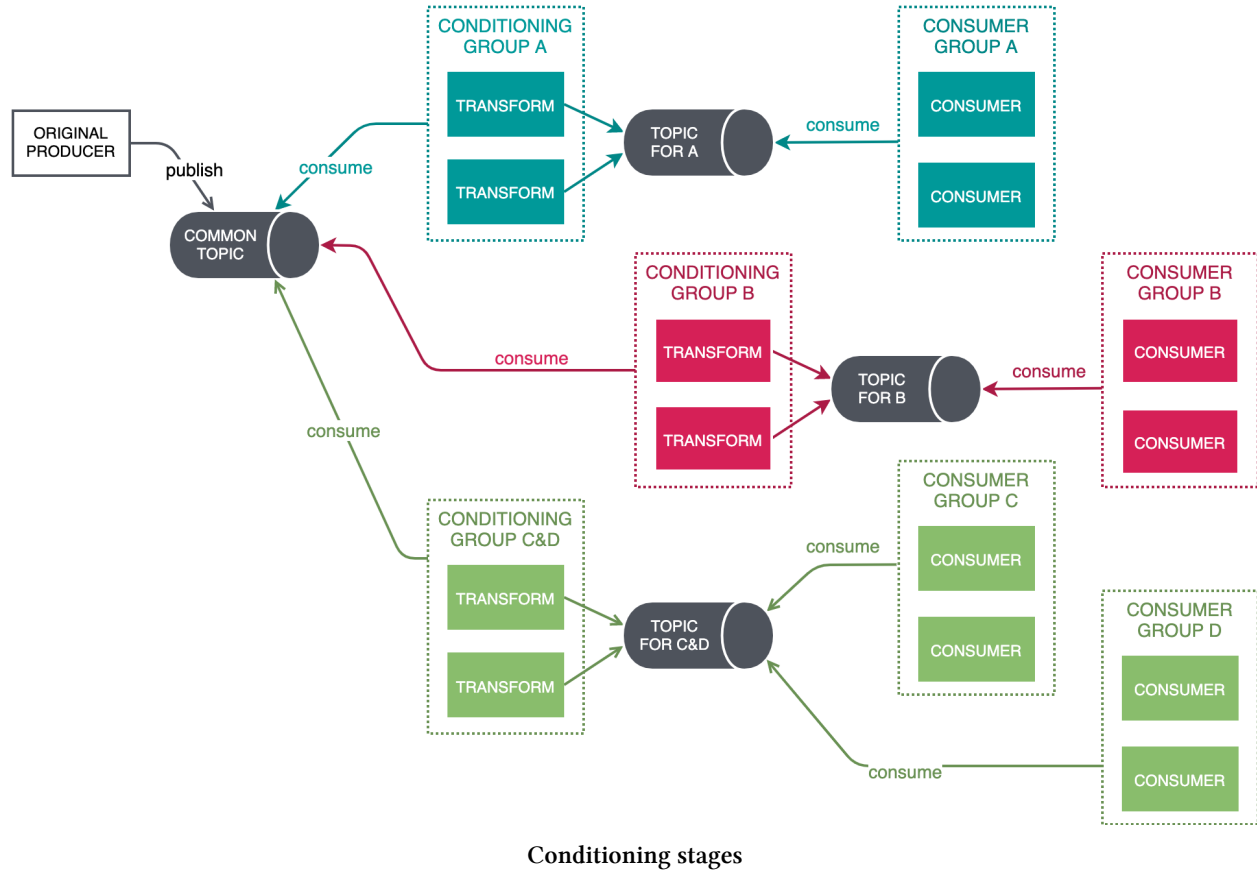 ORIGINAL
PRODUCER
publish
COMMON
TOPIC
consume
CONDITIONING
GROUP A
TRANSFORM
TRANSFORM
TOPIC
FOR A
consume
CONSUMER
GROUP A
CONSUMER
CONSUMER
consume
CONDITIONING
GROUP B
TRANSFORM
TRANSFORM
TOPIC
FOR B
consume
CONSUMER
GROUP B
CONSUMER
CONSUMER
consume
CONDITIONING
GROUP C&D
TRANSFORM
TRANSFORM
TOPIC
FOR C&D
consume
CONSUMER
GROUP C
CONSUMER
CONSUMER
consume
CONSUMER
GROUP D
CONSUMER
CONSUMER
Conditioning stages